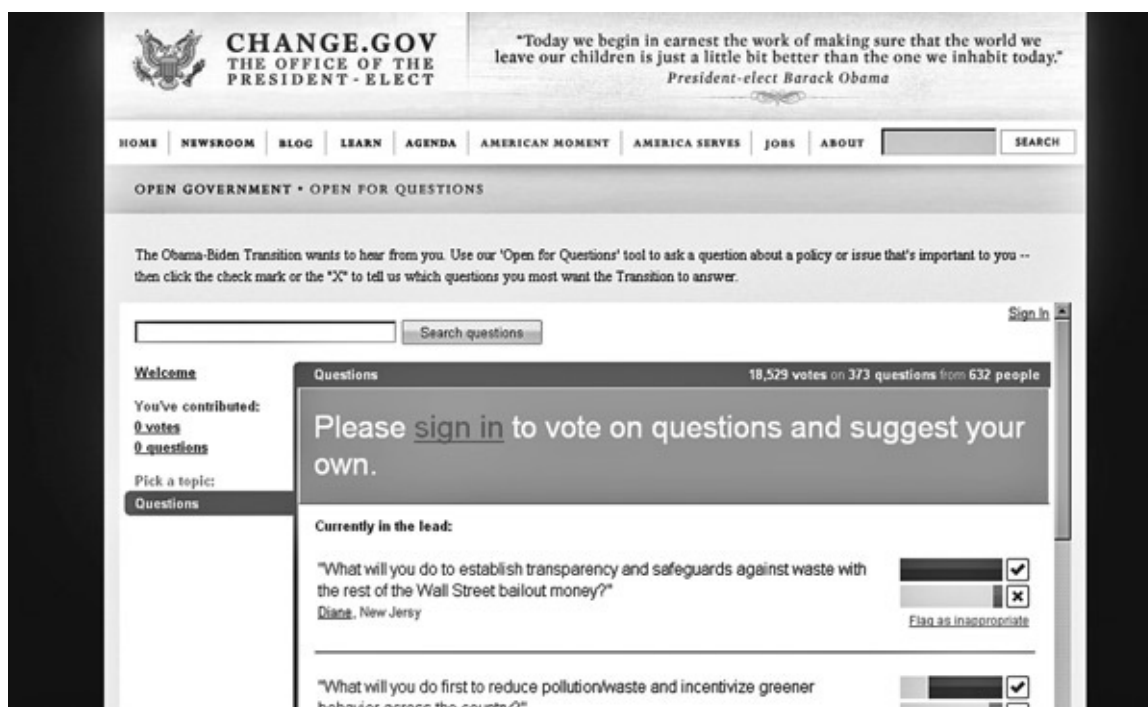 CHANGE.GOV
THE OFFICE OF THE
PRESIDENT-ELECT
"Today we begin in earnest the work of making sure that the world we
leave our children is just a little bit better than the one we inhabit today."
President-elect Barack Obama
HOME NEWSROOM BLOG LEARN AGENDA AMERICAN MOMENT AMERICA SERVES JOBS ABOUT SEARCH
OPEN GOVERNMENT • OPEN FOR QUESTIONS
The Obama-Biden Transition wants to hear from you. Use our 'Open for Questions' tool to ask a question about a policy or issue that's important to you --
then click the check mark or the "X" to tell us which questions you most want the Transition to answer.
Sign In
Search questions
Welcome
You've contributed:
0 votes
0 questions
Pick a topic:
Questions
Questions 18,529 votes on 373 questions from 632 people
Please sign in to vote on questions and suggest your
own.
Currently in the lead:
"What will you do to establish transparency and safeguards against waste with
the rest of the Wall Street bailout money?"
Diane, New Jersy
Flag as inappropriate
"What will you do first to reduce pollution/waste and incentivize greener
behavior across the country?"